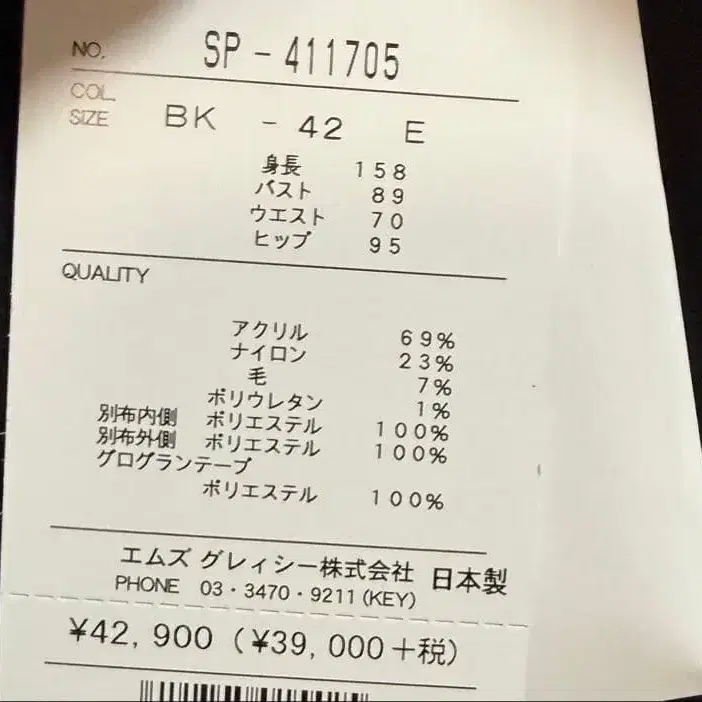 NO. SP-411705
COL.
SIZE BK -42 E
身長 158
バスト 89
ウエスト 70
ヒップ 95
QUALITY
アクリル 69%
ナイロン 23%
毛 7%
ポリウレタン 1%
別布内側 ポリエステル 100%
別布外側 ポリエステル 100%
グログランテープ
ポリエステル 100%
エムズ グレィシー株式会社 日本製
PHONE 03・3470・9211(KEY)
¥42,900(¥39,000+税)